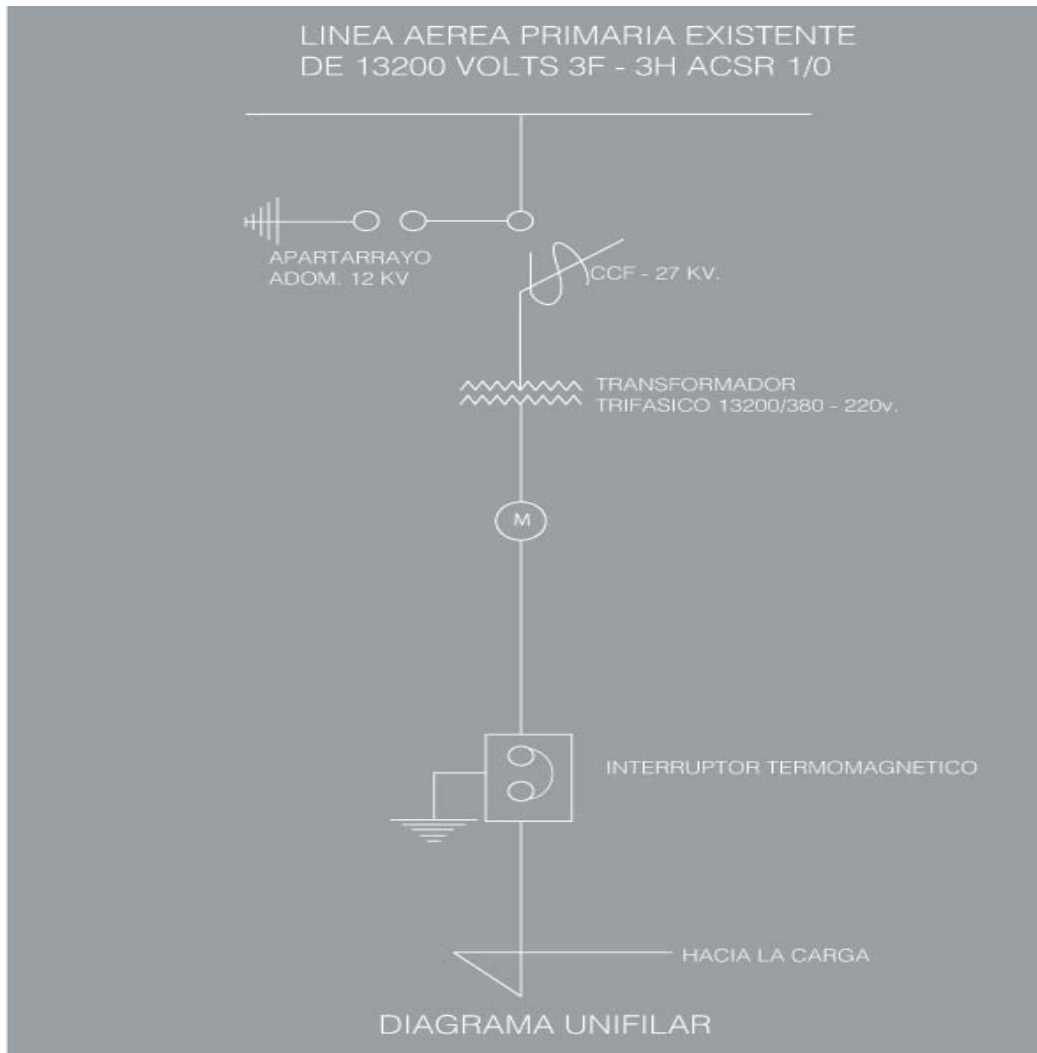 LINEA AEREA PRIMARIA EXISTENTE
DE 13200 VOLTS 3F - 3H ACSR 1/0
APARTARRAYO
ADOM. 12 KV
CCF - 27 KV.
TRANSFORMADOR
TRIFASICO 13200/380 - 220v.
M
INTERRUPTOR TERMOMAGNETICO
HACIA LA CARGA
DIAGRAMA UNIFILAR